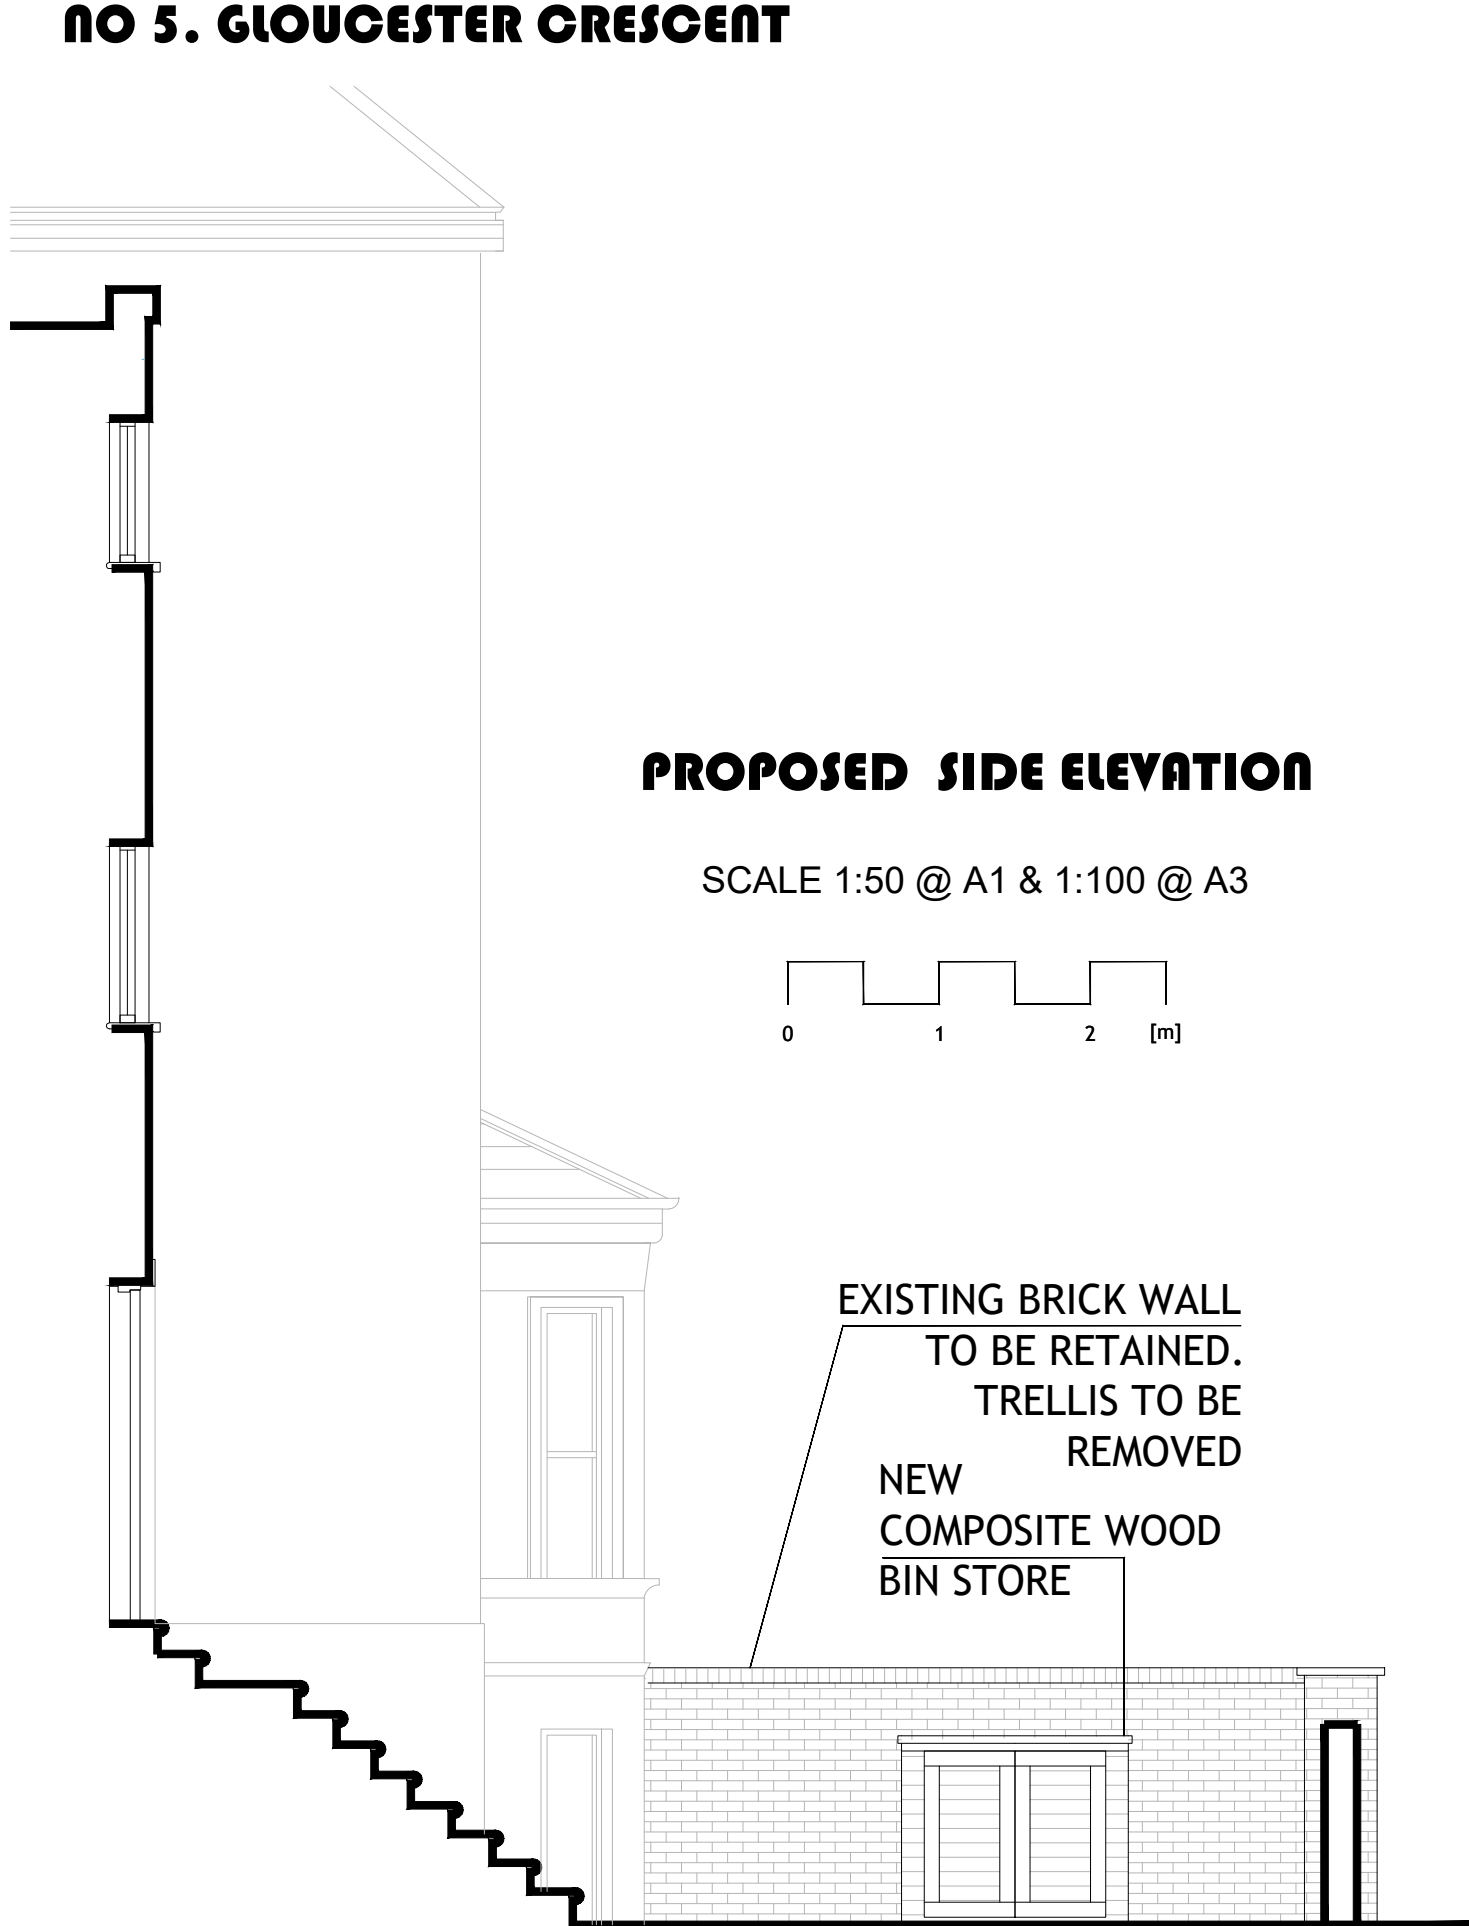 NO 5. GLOUCESTER CRESCENT
PROPOSED SIDE ELEVATION
SCALE 1:50 @ A1 & 1:100 @ A3
0 1 2 [m]
EXISTING BRICK WALL
TO BE RETAINED.
TRELLIS TO BE
REMOVED
NEW
COMPOSITE WOOD
BIN STORE